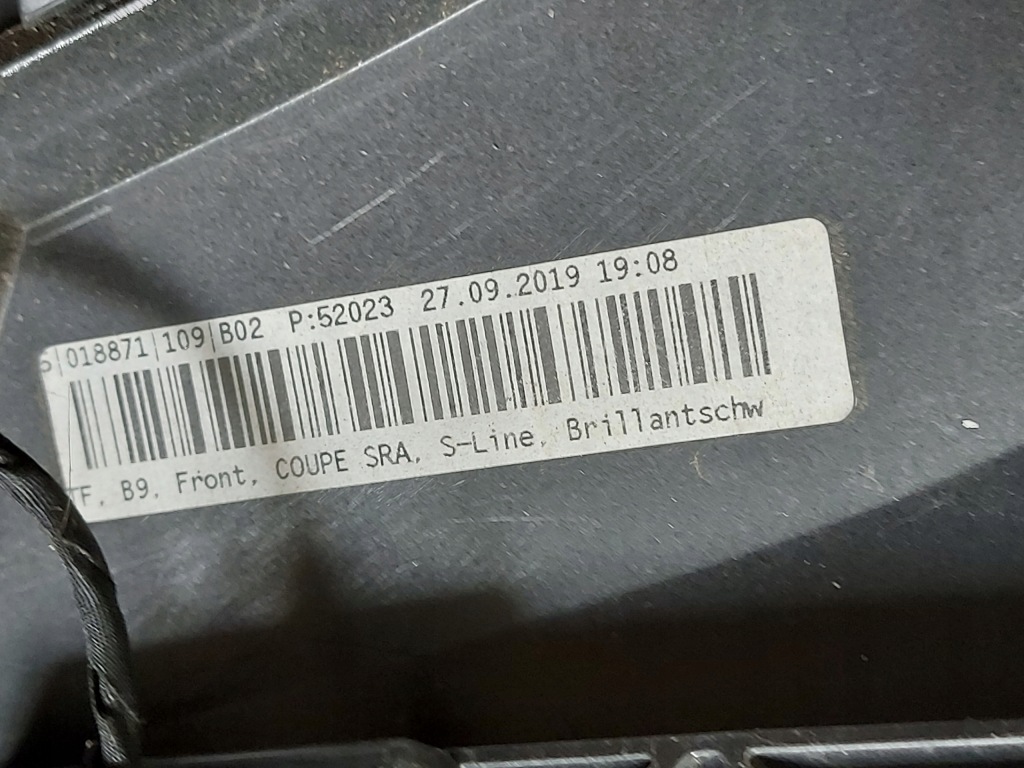 |018871|109|B02 P:52023 27.09.2019 19:08
F, B9, Front, COUPE SRA, S-Line, Brillantschw